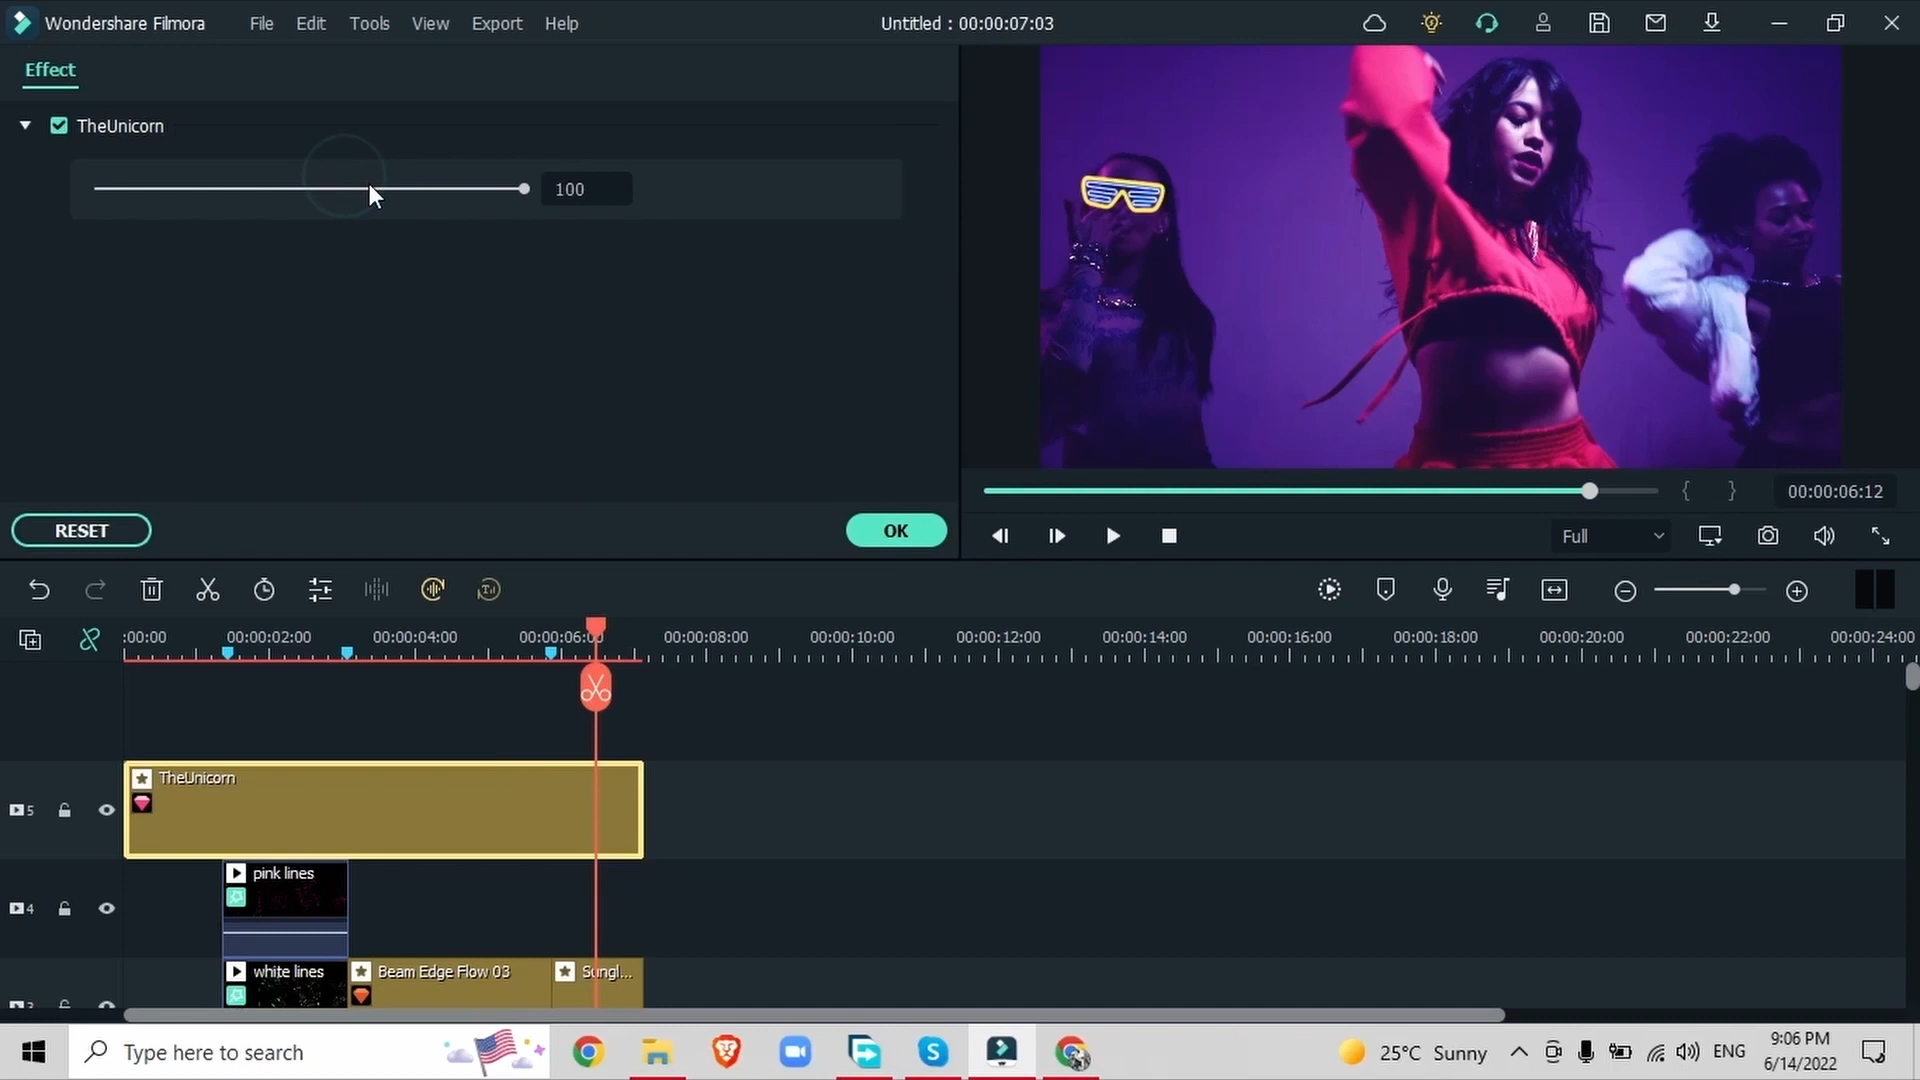 Wondershare Filmora File Edit Tools View Export Help Untitled : 00:00:07:03
Effect
TheUnicorn
100
RESET OK
00:00:06:12
Full
:00:00 00:00:02:00 00:00:04:00 00:00:06:00 00:00:08:00 00:00:10:00 00:00:12:00 00:00:14:00 00:00:16:00 00:00:18:00 00:00:20:00 00:00:22:00 00:00:24:00
TheUnicorn
5
pink lines
4
white lines Beam Edge Flow 03 Sungl...
3
Type here to search 25°C Sunny ENG 9:06 PM
6/14/2022